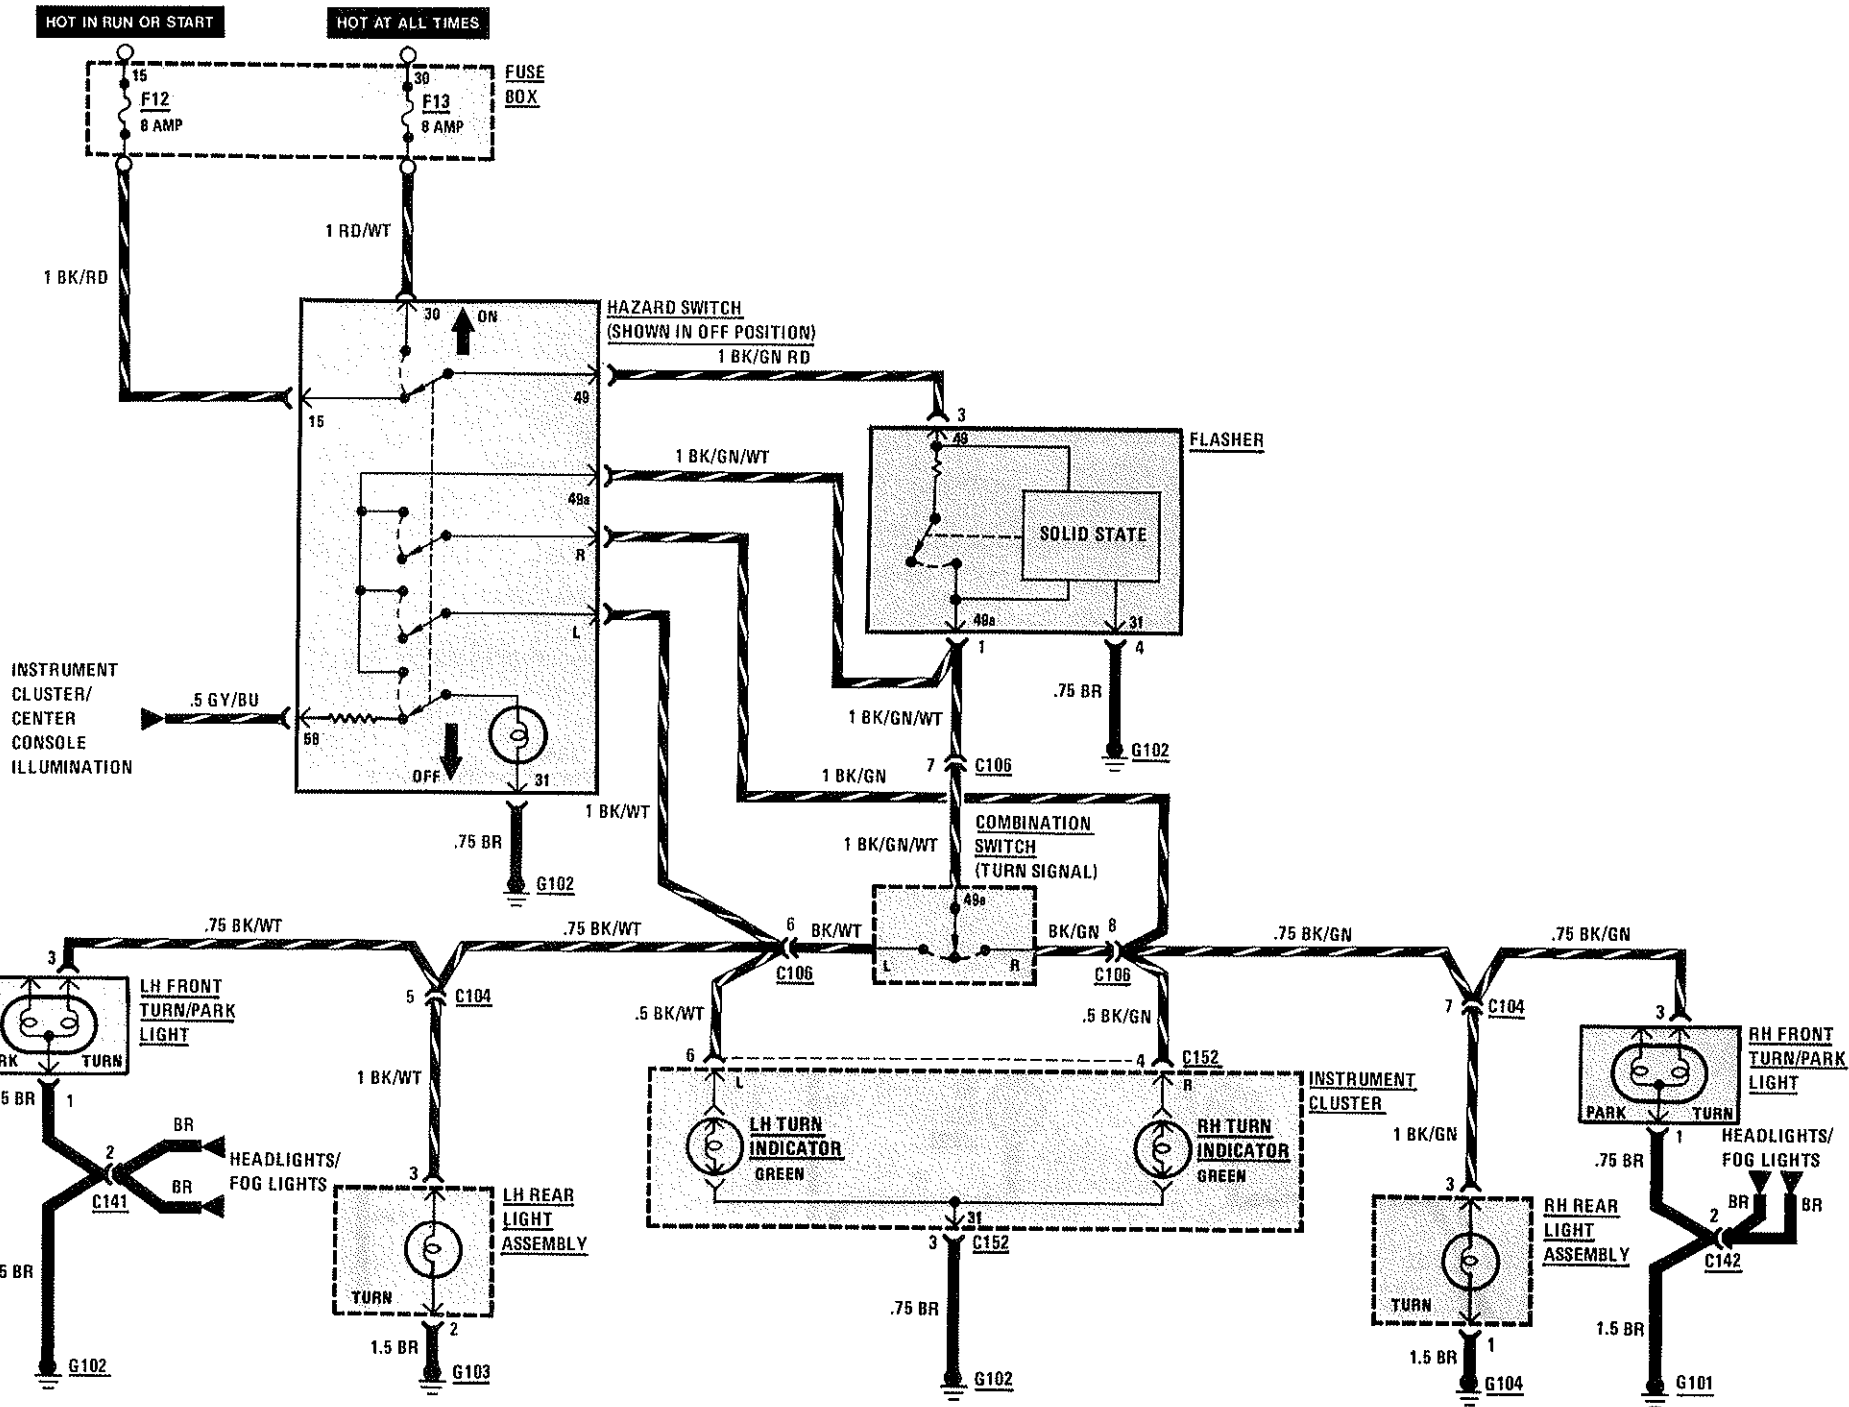 HOT IN RUN OR START
HOT AT ALL TIMES
15
F12
8 AMP
30
F13
8 AMP
FUSE
BOX
1 RD/WT
1 BK/RD
HAZARD SWITCH
(SHOWN IN OFF POSITION)
30
ON
15
49
49a
R
L
58
OFF
31
1 BK/GN RD
1 BK/GN/WT
3
49
FLASHER
SOLID STATE
49a
31
1
4
.75 BR
G102
INSTRUMENT
CLUSTER/
CENTER
CONSOLE
ILLUMINATION
.5 GY/BU
1 BK/GN/WT
7
C106
1 BK/GN
1 BK/WT
.75 BR
G102
1 BK/GN/WT
COMBINATION
SWITCH
(TURN SIGNAL)
49a
L
R
.75 BK/WT
.75 BK/WT
6
BK/WT
C106
BK/GN
8
C106
.75 BK/GN
.75 BK/GN
3
LH FRONT
TURN/PARK
LIGHT
RK
TURN
5
C104
.5 BK/WT
.5 BK/GN
7
C104
3
RH FRONT
TURN/PARK
LIGHT
PARK
TURN
6
4
C152
L
R
INSTRUMENT
CLUSTER
LH TURN
INDICATOR
GREEN
RH TURN
INDICATOR
GREEN
31
3
C152
.75 BR
G102
5 BR
1
BR
2
BR
C141
HEADLIGHTS/
FOG LIGHTS
5 BR
G102
1 BK/WT
3
LH REAR
LIGHT
ASSEMBLY
TURN
2
1.5 BR
G103
1 BK/GN
3
RH REAR
LIGHT
ASSEMBLY
TURN
1
1.5 BR
G104
1
.75 BR
HEADLIGHTS/
FOG LIGHTS
BR
BR
2
C142
1.5 BR
G101